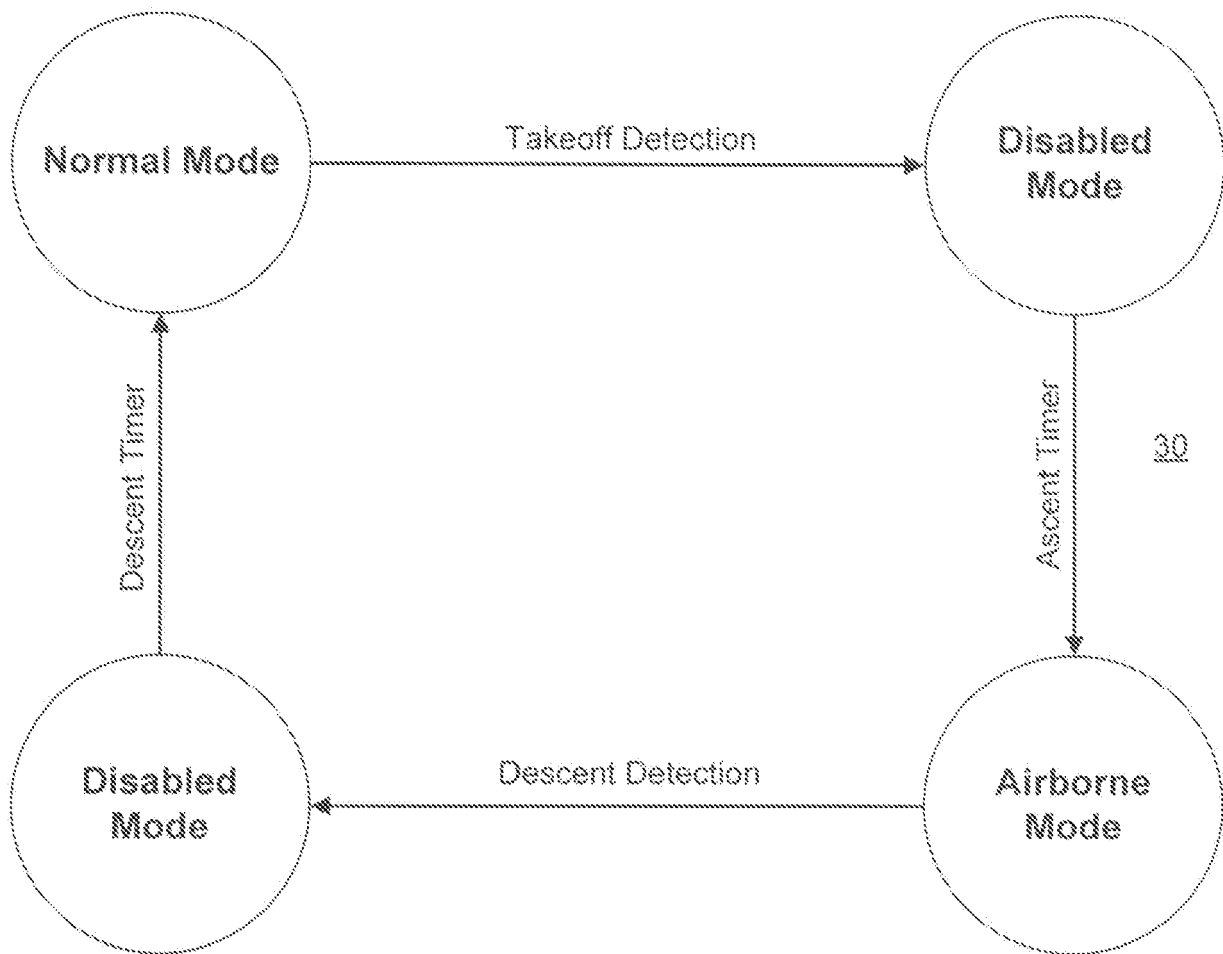 Normal Mode
Takeoff Detection
Disabled
Mode
Descent Timer
Ascent Timer
30
Disabled
Mode
Descent Detection
Airborne
Mode